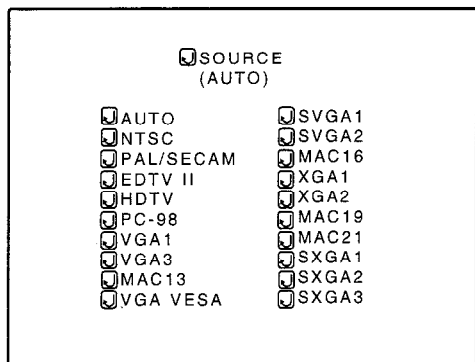 SOURCE
(AUTO)
AUTO
NTSC
PAL/SECAM
EDTV II
HDTV
PC-98
VGA1
VGA3
MAC13
VGA VESA
SVGA1
SVGA2
MAC16
XGA1
XGA2
MAC19
MAC21
SXGA1
SXGA2
SXGA3